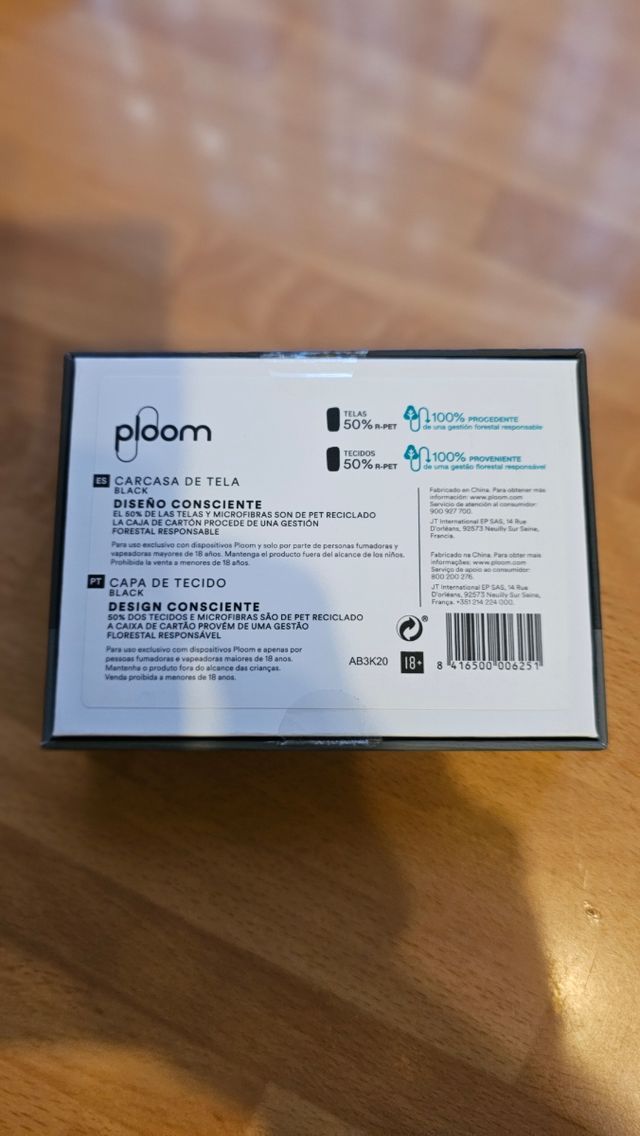 ploom
TELAS
50% R-PET
100% PROCEDENTE
de una gestión forestal responsable
TECIDOS
50% R-PET
100% PROVENIENTE
de uma gestão florestal responsável
ES CARCASA DE TELA
BLACK
DISEÑO CONSCIENTE
EL 50% DE LAS TELAS Y MICROFIBRAS SON DE PET RECICLADO
LA CAJA DE CARTÓN PROCEDE DE UNA GESTIÓN
FORESTAL RESPONSABLE
Para uso exclusivo con dispositivos Ploom y solo por parte de personas fumadoras y
vapeadoras mayores de 18 años. Mantenga el producto fuera del alcance de los niños.
Prohibida la venta a menores de 18 años.
PT CAPA DE TECIDO
BLACK
DESIGN CONSCIENTE
50% DOS TECIDOS E MICROFIBRAS SÃO DE PET RECICLADO
A CAIXA DE CARTÃO PROVÉM DE UMA GESTÃO
FLORESTAL RESPONSÁVEL
Para uso exclusivo com dispositivos Ploom e apenas por
pessoas fumadoras e vapeadoras maiores de 18 anos.
Mantenha o produto fora do alcance das crianças.
Venda proibida a menores de 18 anos.
Fabricado en China. Para obtener más
información: www.ploom.com
Servicio de atención al consumidor:
900 927 700.
JT International EP SAS, 14 Rue
D'orléans, 92573 Neuilly Sur Seine,
Francia.
Fabricado na China. Para obter mais
informações: www.ploom.com
Serviço de apoio ao consumidor:
800 200 276.
JT International EP SAS, 14 Rue
D'orléans, 92573 Neuilly Sur Seine,
França. +351 214 224 000.
®
AB3K20
18+
8 416500 006251